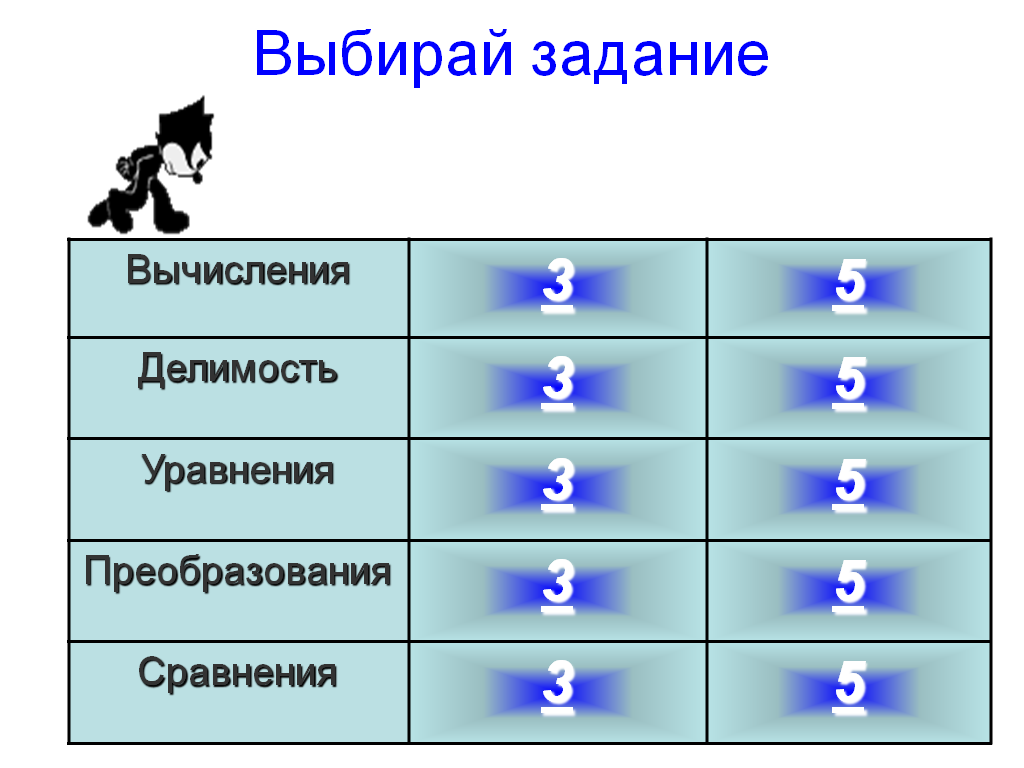 Выбирай задание
Вычисления 3 5
Делимость 3 5
Уравнения 3 5
Преобразования 3 5
Сравнения 3 5